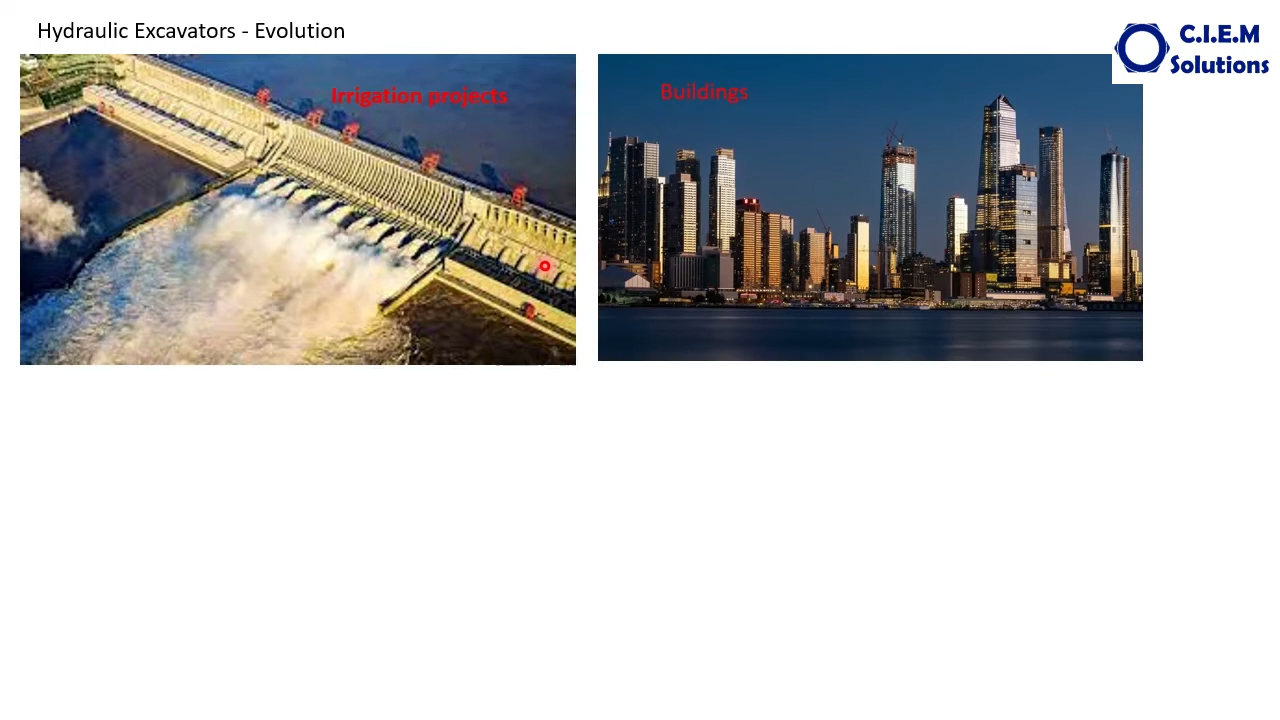 Hydraulic Excavators - Evolution
C.I.E.M
Solutions
Irrigation projects
Buildings